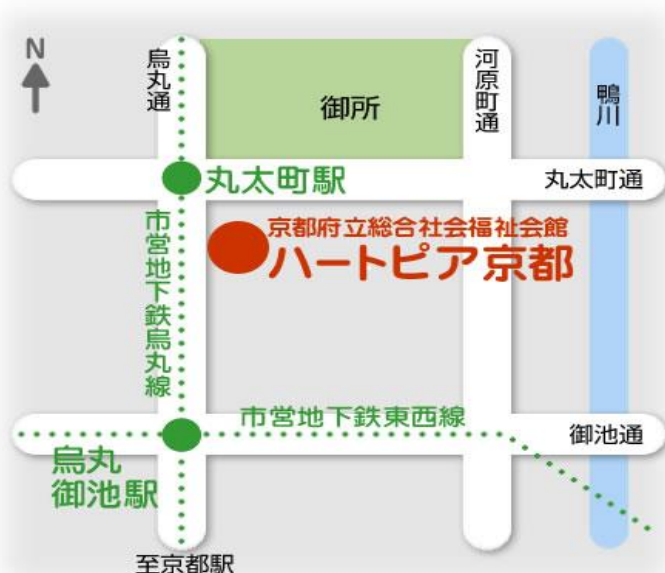 N
烏丸通
御所
河原町通
鴨川
丸太町駅
丸太町通
京都府立総合社会福祉会館
ハートピア京都
市営地下鉄烏丸線
市営地下鉄東西線
御池通
烏丸
御池駅
至京都駅